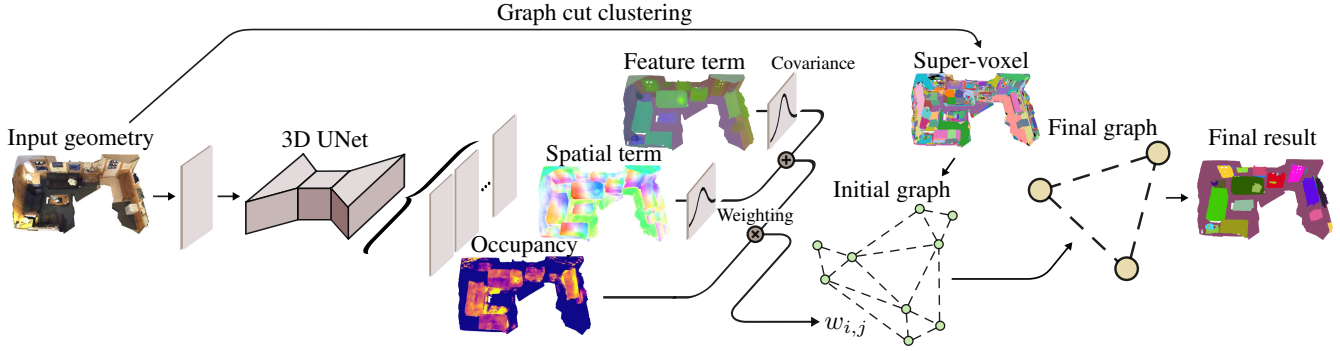 Graph cut clustering
Feature term
Covariance
Super-voxel
Input geometry
3D UNet
Final graph
Final result
Spatial term
...
Initial graph
Weighting
Occupancy
w_{i,j}